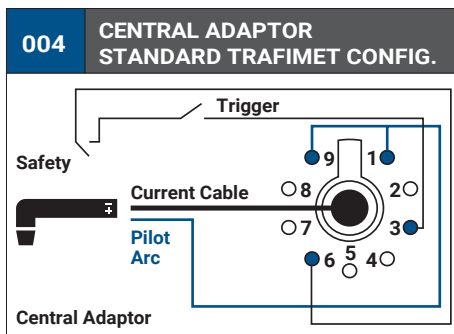 004
CENTRAL ADAPTOR
STANDARD TRAFIMET CONFIG.
Trigger
Safety
9
1
8
2
Current Cable
7
3
Pilot
Arc
6
5
4
Central Adaptor